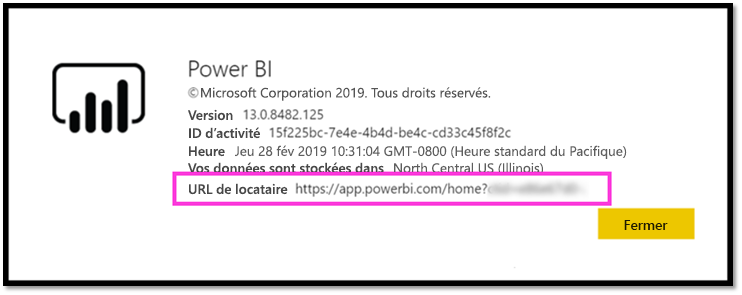 Power BI
©Microsoft Corporation 2019. Tous droits réservés.
Version 13.0.8482.125
ID d’activité 15f225bc-7e4e-4b4d-be4c-cd33c45f8f2c
Heure Jeu 28 fév 2019 10:31:04 GMT-0800 (Heure standard du Pacifique)
Vos données sont stockées dans North Central US (Illinois)
URL de locataire https://app.powerbi.com/home?
Fermer